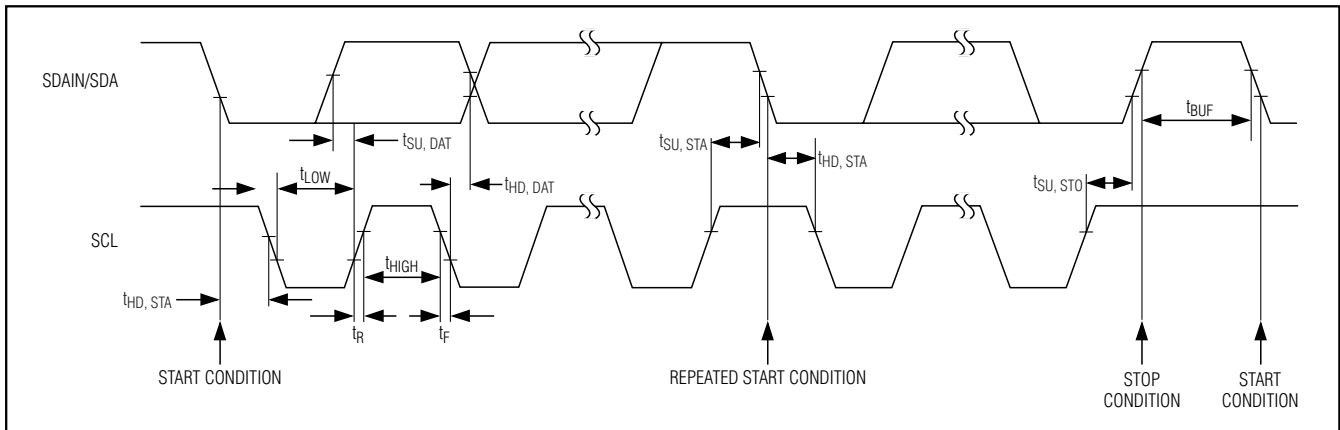 SDAIN/SDA
tSU, DAT
tSU, STA
tHD, STA
tBUF
tLOW
tHD, DAT
tSU, STO
SCL
tHIGH
tHD, STA
tR
tF
START CONDITION
REPEATED START CONDITION
STOP
CONDITION
START
CONDITION